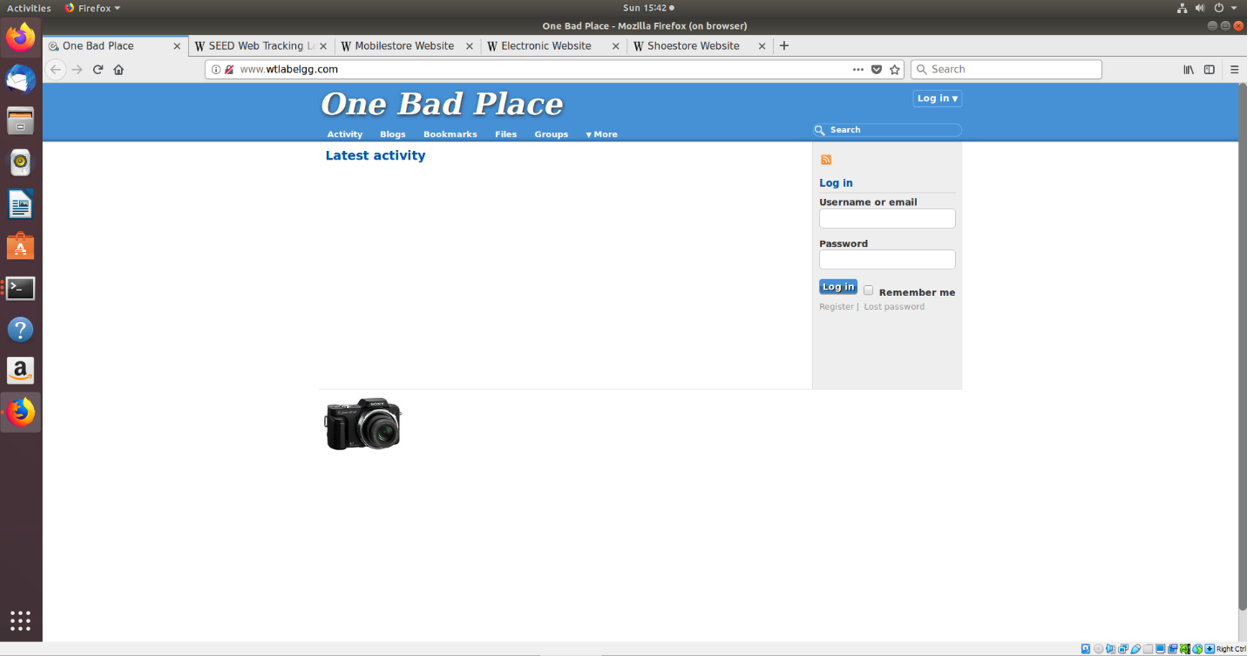 Activities Firefox ▾ Sun 15:42 ●
One Bad Place - Mozilla Firefox (on browser)
One Bad Place × W SEED Web Tracking La × W Mobilestore Website × W Electronic Website × W Shoestore Website × +
www.wtlabelgg.com ••• Search
One Bad Place
Log in ▾
Activity Blogs Bookmarks Files Groups ▾ More
Search
Latest activity
Log in
Username or email
Password
Log in Remember me
Register | Lost password
Right Ctrl